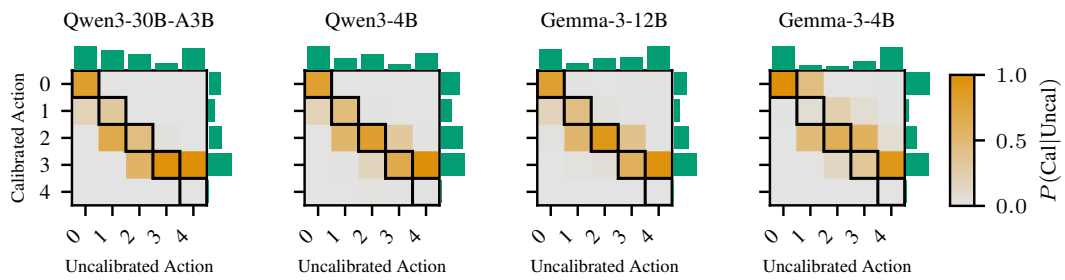 Qwen3-30B-A3B
Qwen3-4B
Gemma-3-12B
Gemma-3-4B
Calibrated Action
0
1
2
3
4
0 1 2 3 4
0 1 2 3 4
0 1 2 3 4
0 1 2 3 4
Uncalibrated Action
Uncalibrated Action
Uncalibrated Action
Uncalibrated Action
1.0
0.5
0.0
P(Cal|Uncal)